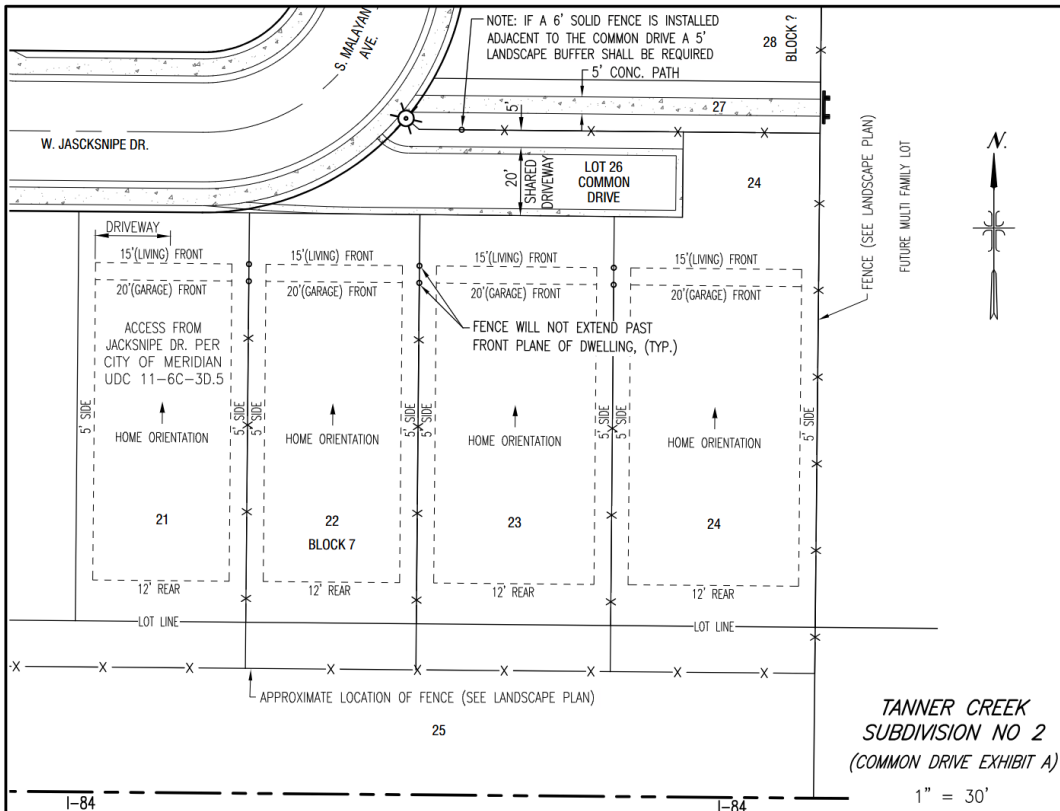 S. MALAYAN
AVE.
NOTE: IF A 6' SOLID FENCE IS INSTALLED
ADJACENT TO THE COMMON DRIVE A 5'
LANDSCAPE BUFFER SHALL BE REQUIRED
5' CONC. PATH
28
BLOCK ?
27
5'
W. JASCKSNIPE DR.
20'
SHARED
DRIVEWAY
LOT 26
COMMON
DRIVE
24
FENCE (SEE LANDSCAPE PLAN)
FUTURE MULTI FAMILY LOT
N.
DRIVEWAY
15'(LIVING) FRONT
15'(LIVING) FRONT
15'(LIVING) FRONT
15'(LIVING) FRONT
20'(GARAGE) FRONT
20'(GARAGE) FRONT
20'(GARAGE) FRONT
20'(GARAGE) FRONT
ACCESS FROM
JACKSNIPE DR. PER
CITY OF MERIDIAN
UDC 11-6C-3D.5
FENCE WILL NOT EXTEND PAST
FRONT PLANE OF DWELLING, (TYP.)
5' SIDE
5' SIDE
5' SIDE
5' SIDE
5' SIDE
5' SIDE
5' SIDE
5' SIDE
HOME ORIENTATION
HOME ORIENTATION
HOME ORIENTATION
HOME ORIENTATION
21
22
BLOCK 7
23
24
12' REAR
12' REAR
12' REAR
12' REAR
LOT LINE
LOT LINE
APPROXIMATE LOCATION OF FENCE (SEE LANDSCAPE PLAN)
25
TANNER CREEK
SUBDIVISION NO 2
(COMMON DRIVE EXHIBIT A)
1" = 30'
I-84
I-84